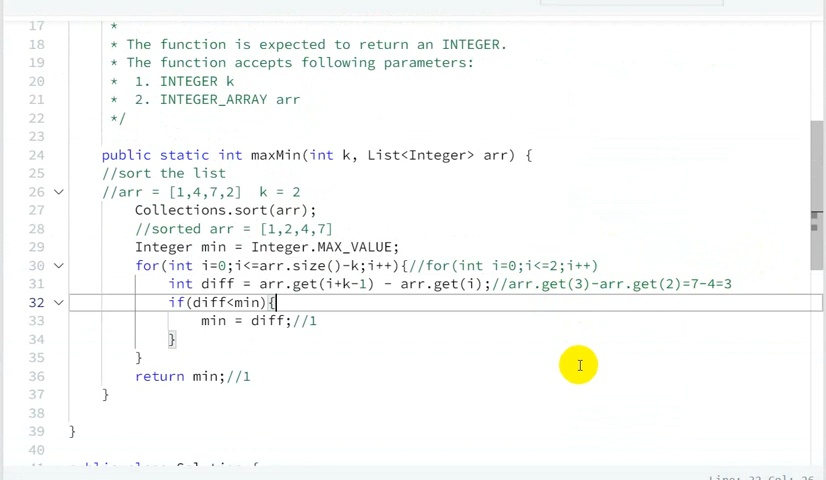 17 *
18 * The function is expected to return an INTEGER.
19 * The function accepts following parameters:
20 *  1. INTEGER k
21 *  2. INTEGER_ARRAY arr
22 */
23
24 public static int maxMin(int k, List<Integer> arr) {
25 //sort the list
26 //arr = [1,4,7,2]  k = 2
27 Collections.sort(arr);
28 //sorted arr = [1,2,4,7]
29 Integer min = Integer.MAX_VALUE;
30 for(int i=0;i<=arr.size()-k;i++){//for(int i=0;i<=2;i++)
31 int diff = arr.get(i+k-1) - arr.get(i);//arr.get(3)-arr.get(2)=7-4=3
32 if(diff<min){
33 min = diff;//1
34 }
35 }
36 return min;//1
37 }
38
39 }
40